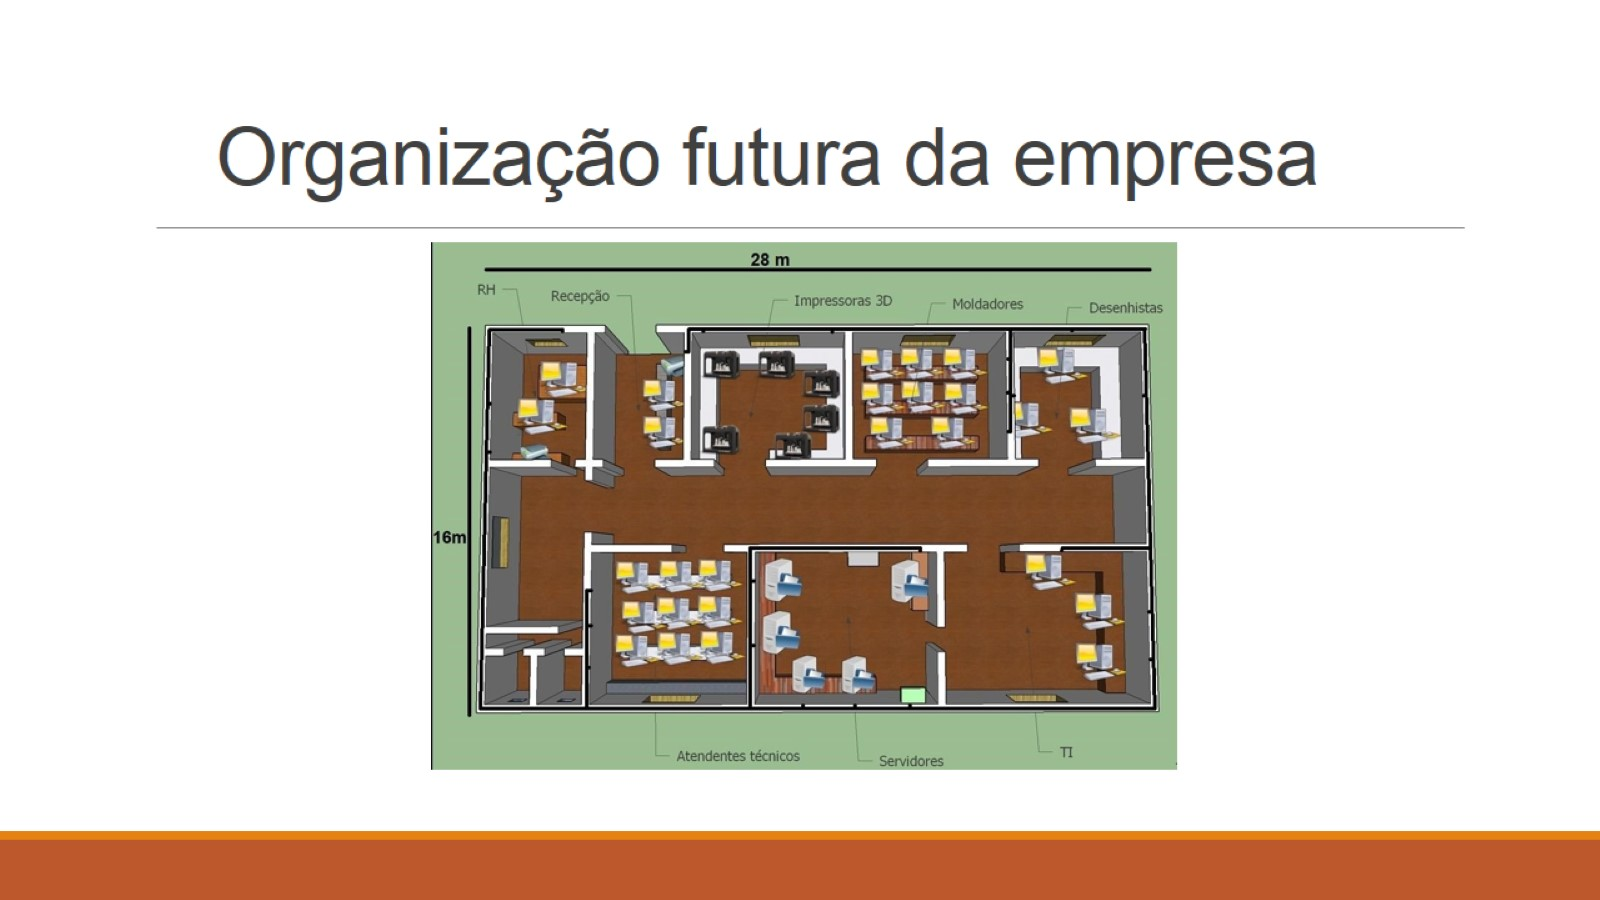 Organização futura da empresa
28 m
RH
Recepção
Impressoras 3D
Moldadores
Desenhistas
16m
Atendentes técnicos
Servidores
TI